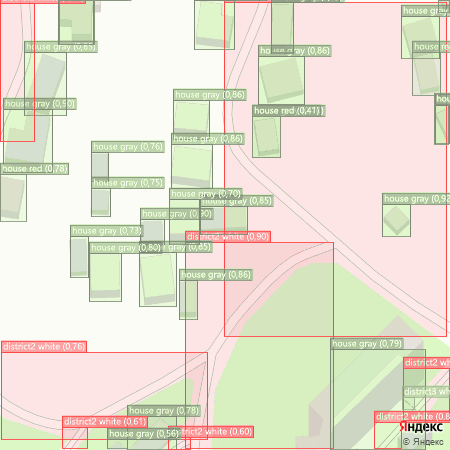 house gray
house gray (0,65)
house gray (0,86)
house red
house gray (0,90)
house gray (0,86)
house red (0,41)
house gray (0,86)
house gray (0,76)
house red (0,78)
house gray (0,75)
house gray (0,70)
house gray (0,85)
house gray (0,92
house gray (0,90)
house gray (0,73)
district2 white (0,90)
house gray (0,80)
(0,85)
house gray (0,86)
district2 white (0,76)
house gray (0,79)
district2 white
district3 white
house gray (0,78)
district2 white (0,61)
district2 white (0,8
house gray (0,56)
district2 white (0,60)
Яндекс
© Яндекс